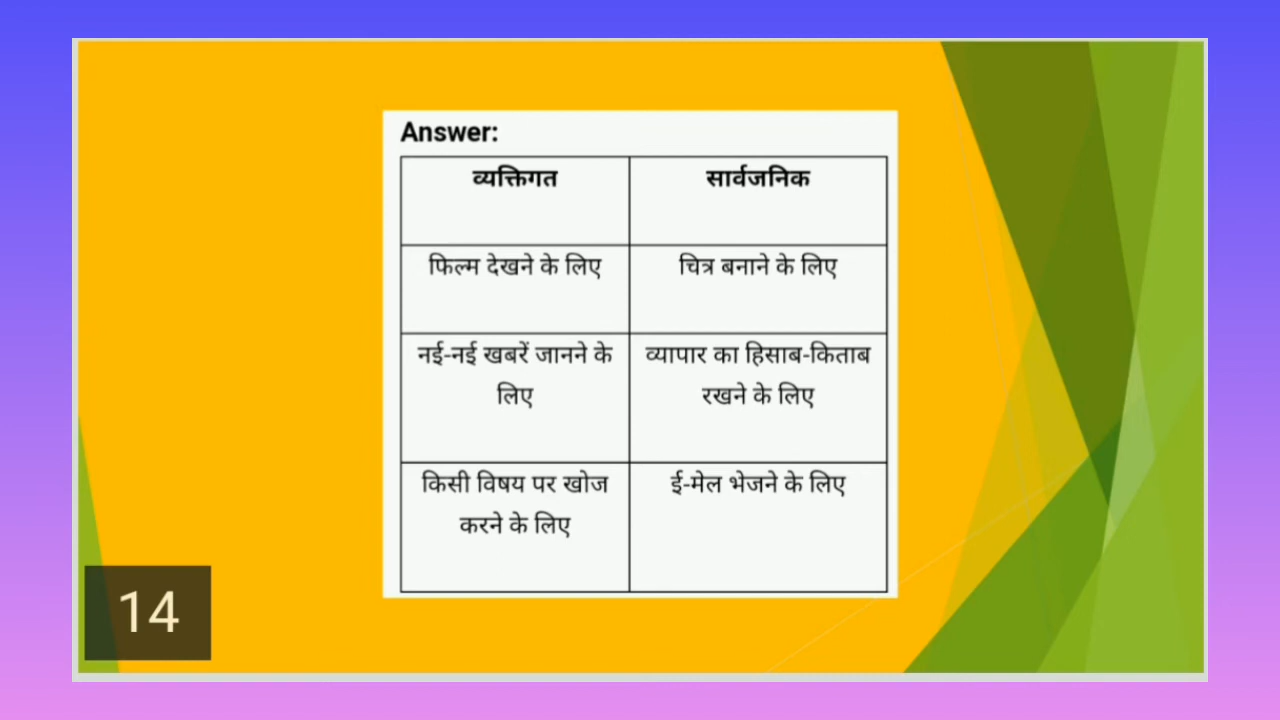 Answer:
व्यक्तिगत सार्वजनिक
फिल्म देखने के लिए चित्र बनाने के लिए
नई-नई खबरें जानने के व्यापार का हिसाब-किताब
लिए रखने के लिए
किसी विषय पर खोज ई-मेल भेजने के लिए
करने के लिए
14